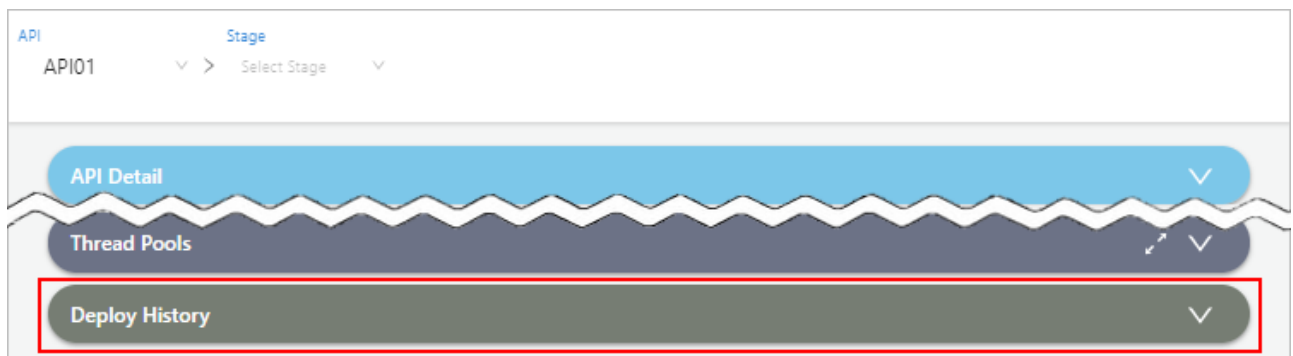 API Stage
API01 > Select Stage
API Detail
Thread Pools
Deploy History